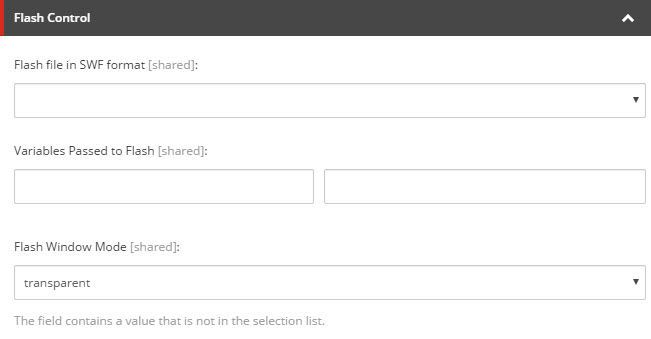 Flash Control
Flash file in SWF format [shared]:
Variables Passed to Flash [shared]:
Flash Window Mode [shared]:
transparent
The field contains a value that is not in the selection list.